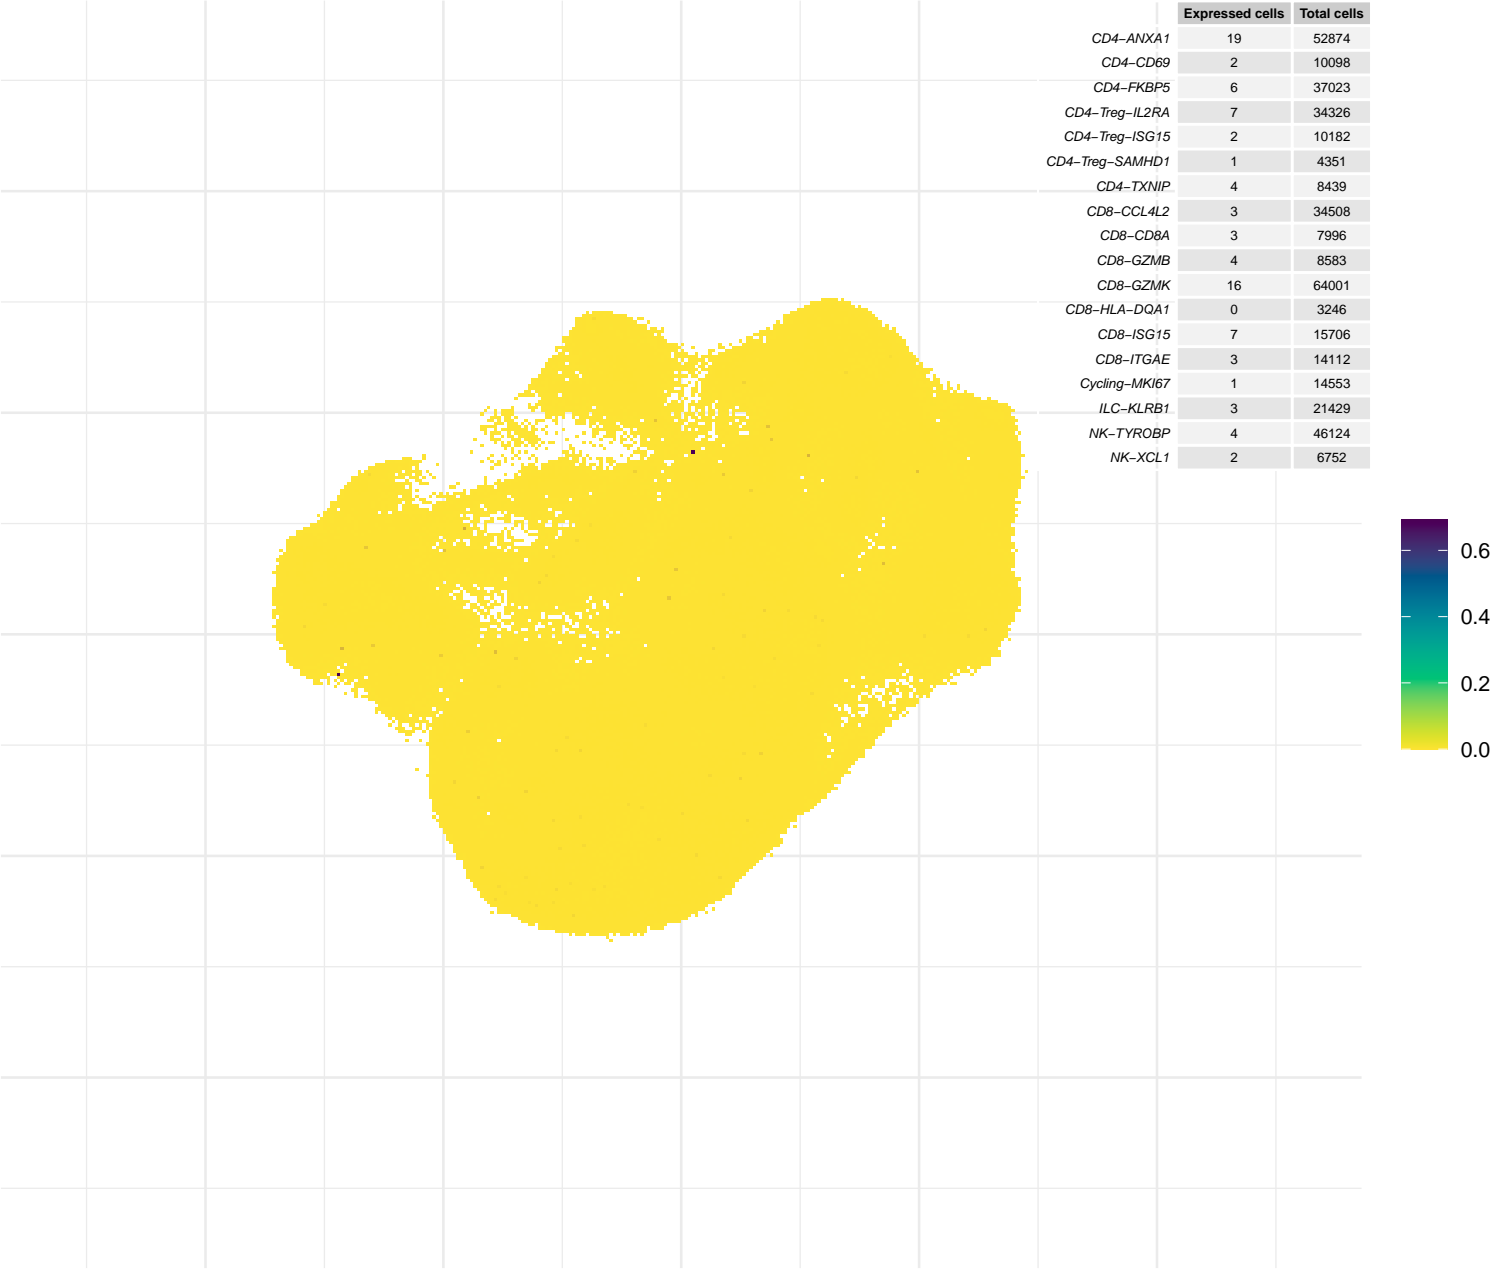 Expressed cells Total cells
CD4−ANXA1 19 52874
CD4−CD69 2 10098
CD4−FKBP5 6 37023
CD4−Treg−IL2RA 7 34326
CD4−Treg−ISG15 2 10182
CD4−Treg−SAMHD1 1 4351
CD4−TXNIP 4 8439
CD8−CCL4L2 3 34508
CD8−CD8A 3 7996
CD8−GZMB 4 8583
CD8−GZMK 16 64001
CD8−HLA−DQA1 0 3246
CD8−ISG15 7 15706
CD8−ITGAE 3 14112
Cycling−MKI67 1 14553
ILC−KLRB1 3 21429
NK−TYROBP 4 46124
NK−XCL1 2 6752
0.6
0.4
0.2
0.0